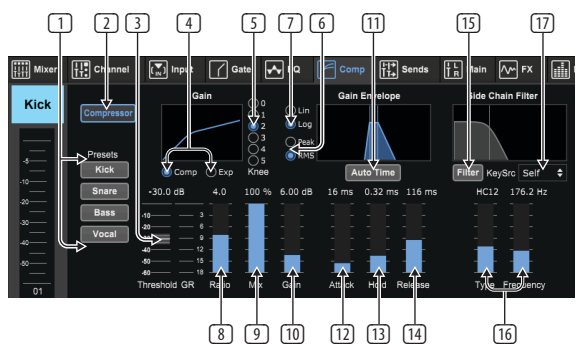 1 2 3 4 5 7 6 11 15 17
Mixer Channel Input Gate EQ Comp Sends Main FX
Kick Gain Gain Envelope Side Chain Filter
Compressor
0
1
2
3
4
5
Knee
Lin
Log
Peak
RMS
Presets
Kick
Snare
Bass
Vocal
Comp Exp
Auto Time
Filter KeySrc Self
-30.0 dB 4.0 100 % 6.00 dB 16 ms 0.32 ms 116 ms HC12 176.2 Hz
-5
-10
-20
-30
-40
-50
01
-10
-20
-30
-40
-50
-60
3
6
9
12
15
18
Threshold GR Ratio Mix Gain Attack Hold Release Type Frequency
8 9 10 12 13 14 16